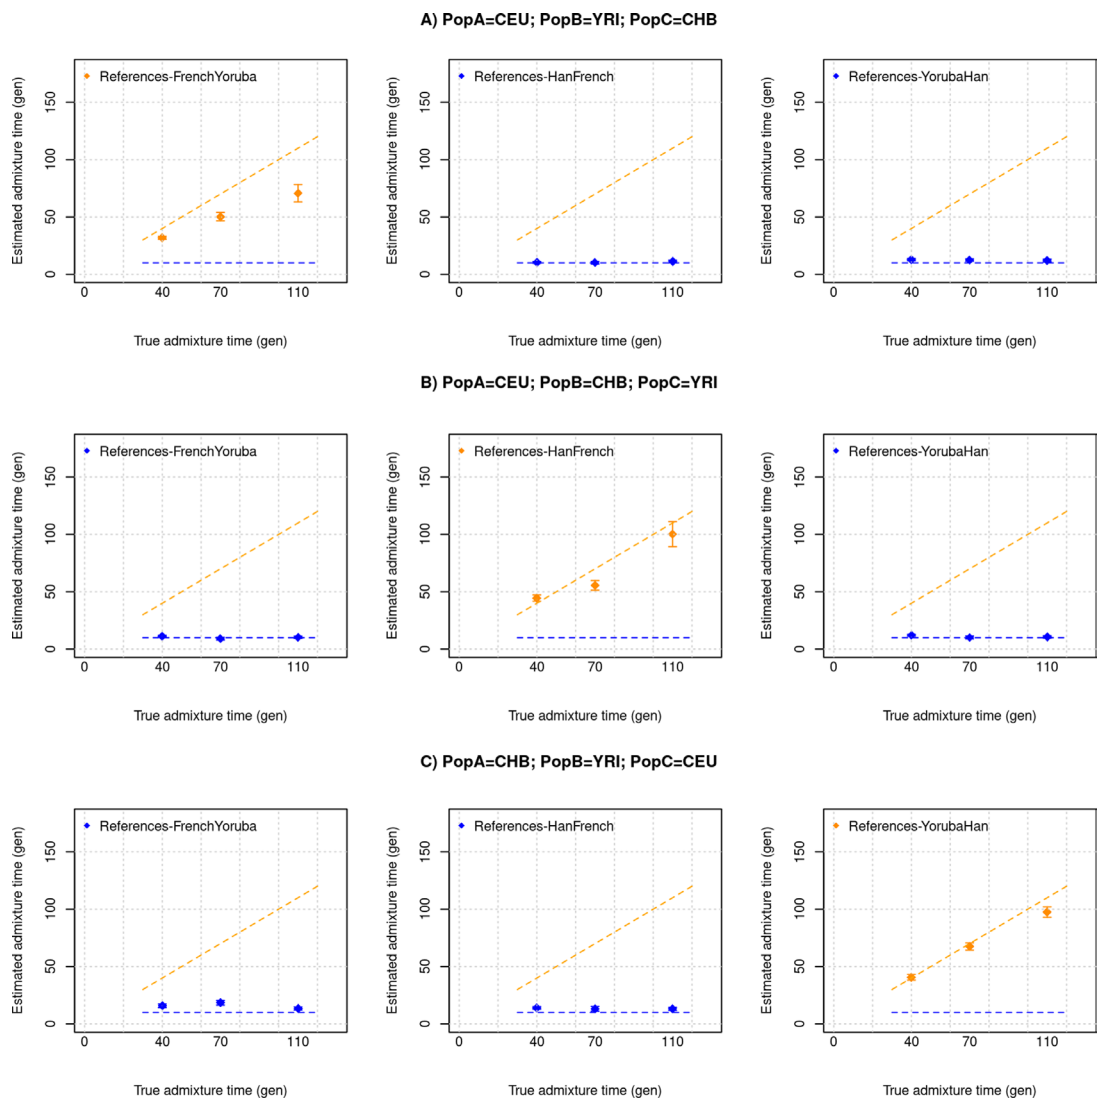 A) PopA=CEU; PopB=YRI; PopC=CHB
References-FrenchYoruba
Estimated admixture time (gen)
0
50
100
150
0
40
70
110
True admixture time (gen)
References-HanFrench
Estimated admixture time (gen)
0
50
100
150
0
40
70
110
True admixture time (gen)
References-YorubaHan
Estimated admixture time (gen)
0
50
100
150
0
40
70
110
True admixture time (gen)
B) PopA=CEU; PopB=CHB; PopC=YRI
References-FrenchYoruba
Estimated admixture time (gen)
0
50
100
150
0
40
70
110
True admixture time (gen)
References-HanFrench
Estimated admixture time (gen)
0
50
100
150
0
40
70
110
True admixture time (gen)
References-YorubaHan
Estimated admixture time (gen)
0
50
100
150
0
40
70
110
True admixture time (gen)
C) PopA=CHB; PopB=YRI; PopC=CEU
References-FrenchYoruba
Estimated admixture time (gen)
0
50
100
150
0
40
70
110
True admixture time (gen)
References-HanFrench
Estimated admixture time (gen)
0
50
100
150
0
40
70
110
True admixture time (gen)
References-YorubaHan
Estimated admixture time (gen)
0
50
100
150
0
40
70
110
True admixture time (gen)